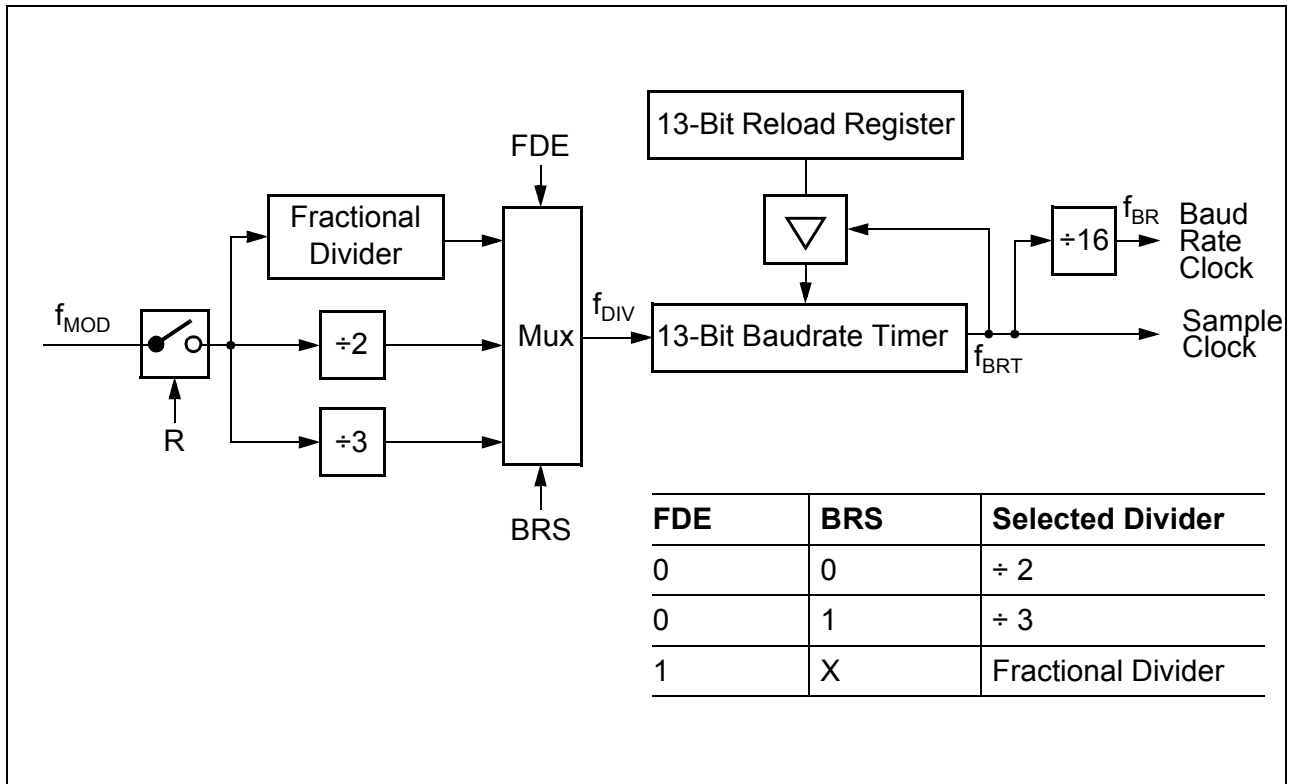 13-Bit Reload Register
FDE
Fractional
Divider
f_BR
Baud
Rate
Clock
÷16
f_MOD
÷2
Mux
f_DIV
13-Bit Baudrate Timer
f_BRT
Sample
Clock
R
÷3
BRS
FDE BRS Selected Divider
0 0 ÷ 2
0 1 ÷ 3
1 X Fractional Divider